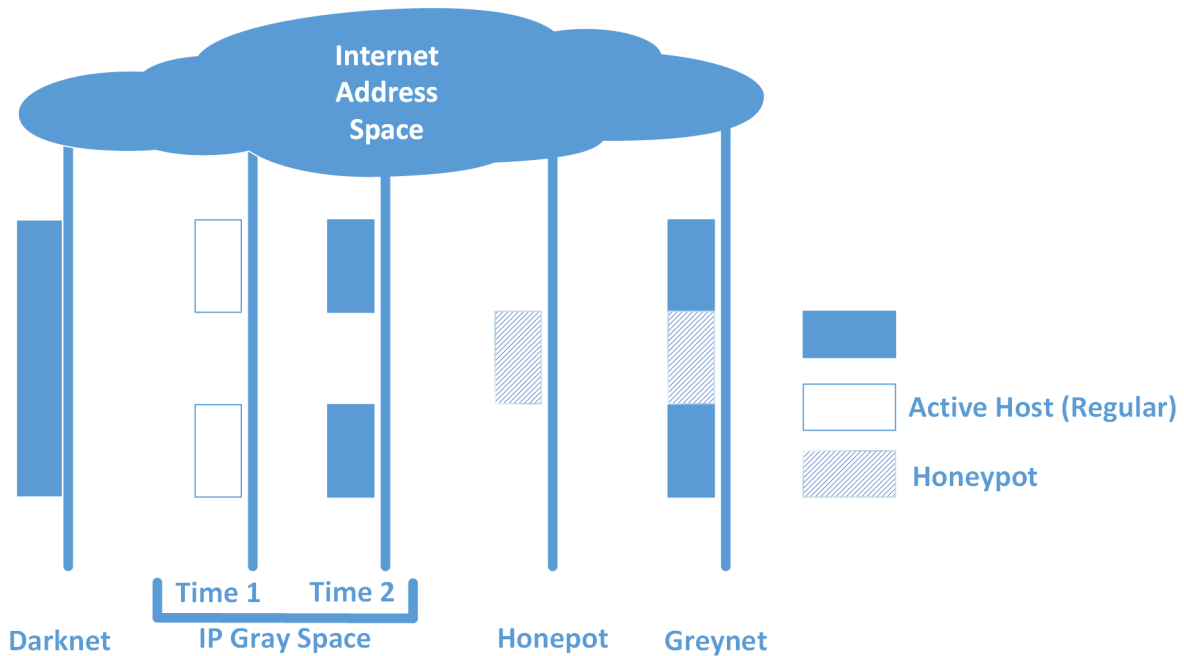 Internet
Address
Space
Active Host (Regular)
Honeypot
Time 1
Time 2
Darknet
IP Gray Space
Honepot
Greynet